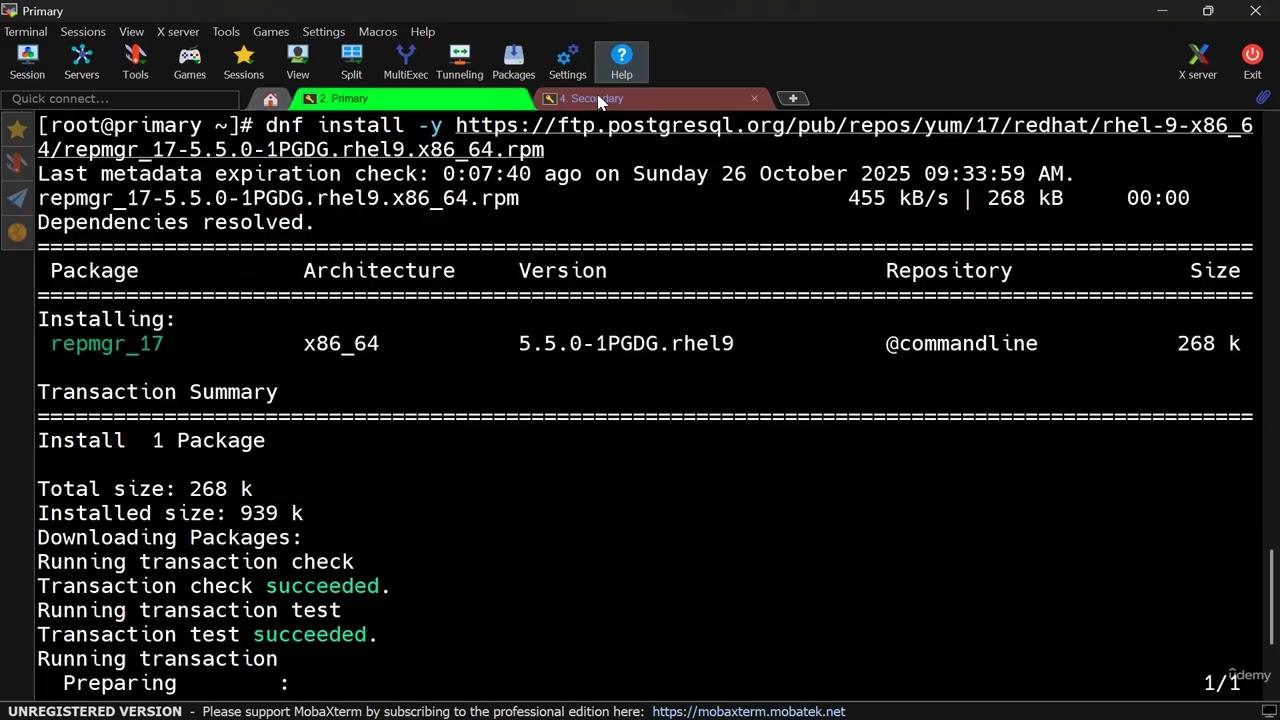 Primary
Terminal Sessions View X server Tools Games Settings Macros Help
Session Servers Tools Games Sessions View Split MultiExec Tunneling Packages Settings Help X server Exit
Quick connect... 2. Primary 4. Secondary
[root@primary ~]# dnf install -y https://ftp.postgresql.org/pub/repos/yum/17/redhat/rhel-9-x86_6
4/repmgr_17-5.5.0-1PGDG.rhel9.x86_64.rpm
Last metadata expiration check: 0:07:40 ago on Sunday 26 October 2025 09:33:59 AM.
repmgr_17-5.5.0-1PGDG.rhel9.x86_64.rpm 455 kB/s | 268 kB 00:00
Dependencies resolved.
================================================================================================
Package Architecture Version Repository Size
================================================================================================
Installing:
repmgr_17 x86_64 5.5.0-1PGDG.rhel9 @commandline 268 k
Transaction Summary
================================================================================================
Install 1 Package
Total size: 268 k
Installed size: 939 k
Downloading Packages:
Running transaction check
Transaction check succeeded.
Running transaction test
Transaction test succeeded.
Running transaction
Preparing : 1/1
udemy
UNREGISTERED VERSION - Please support MobaXterm by subscribing to the professional edition here: https://mobaxterm.mobatek.net